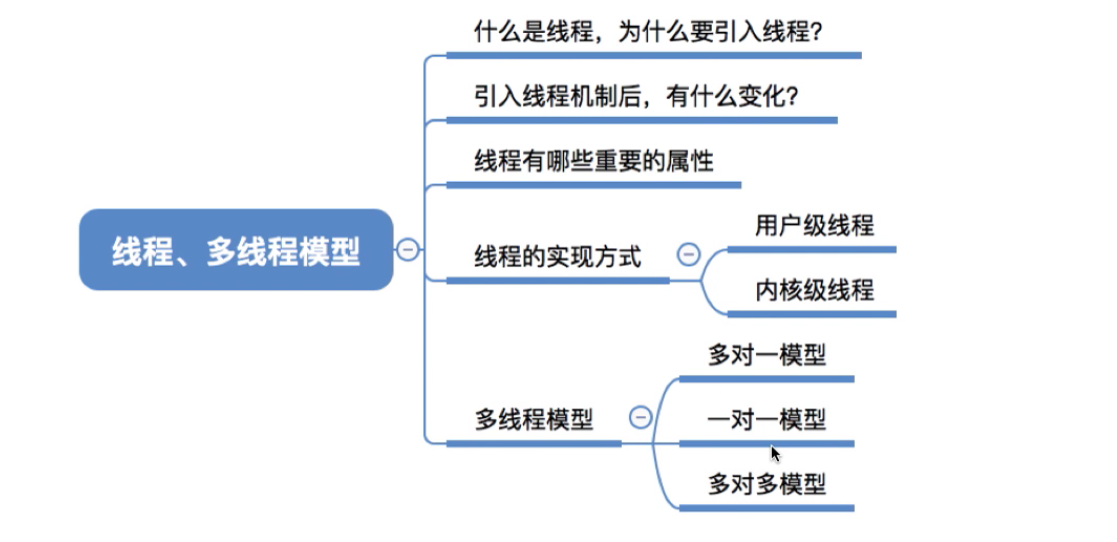 什么是线程，为什么要引入线程？
引入线程机制后，有什么变化？
线程有哪些重要的属性
线程、多线程模型
线程的实现方式
用户级线程
内核级线程
多线程模型
多对一模型
一对一模型
多对多模型